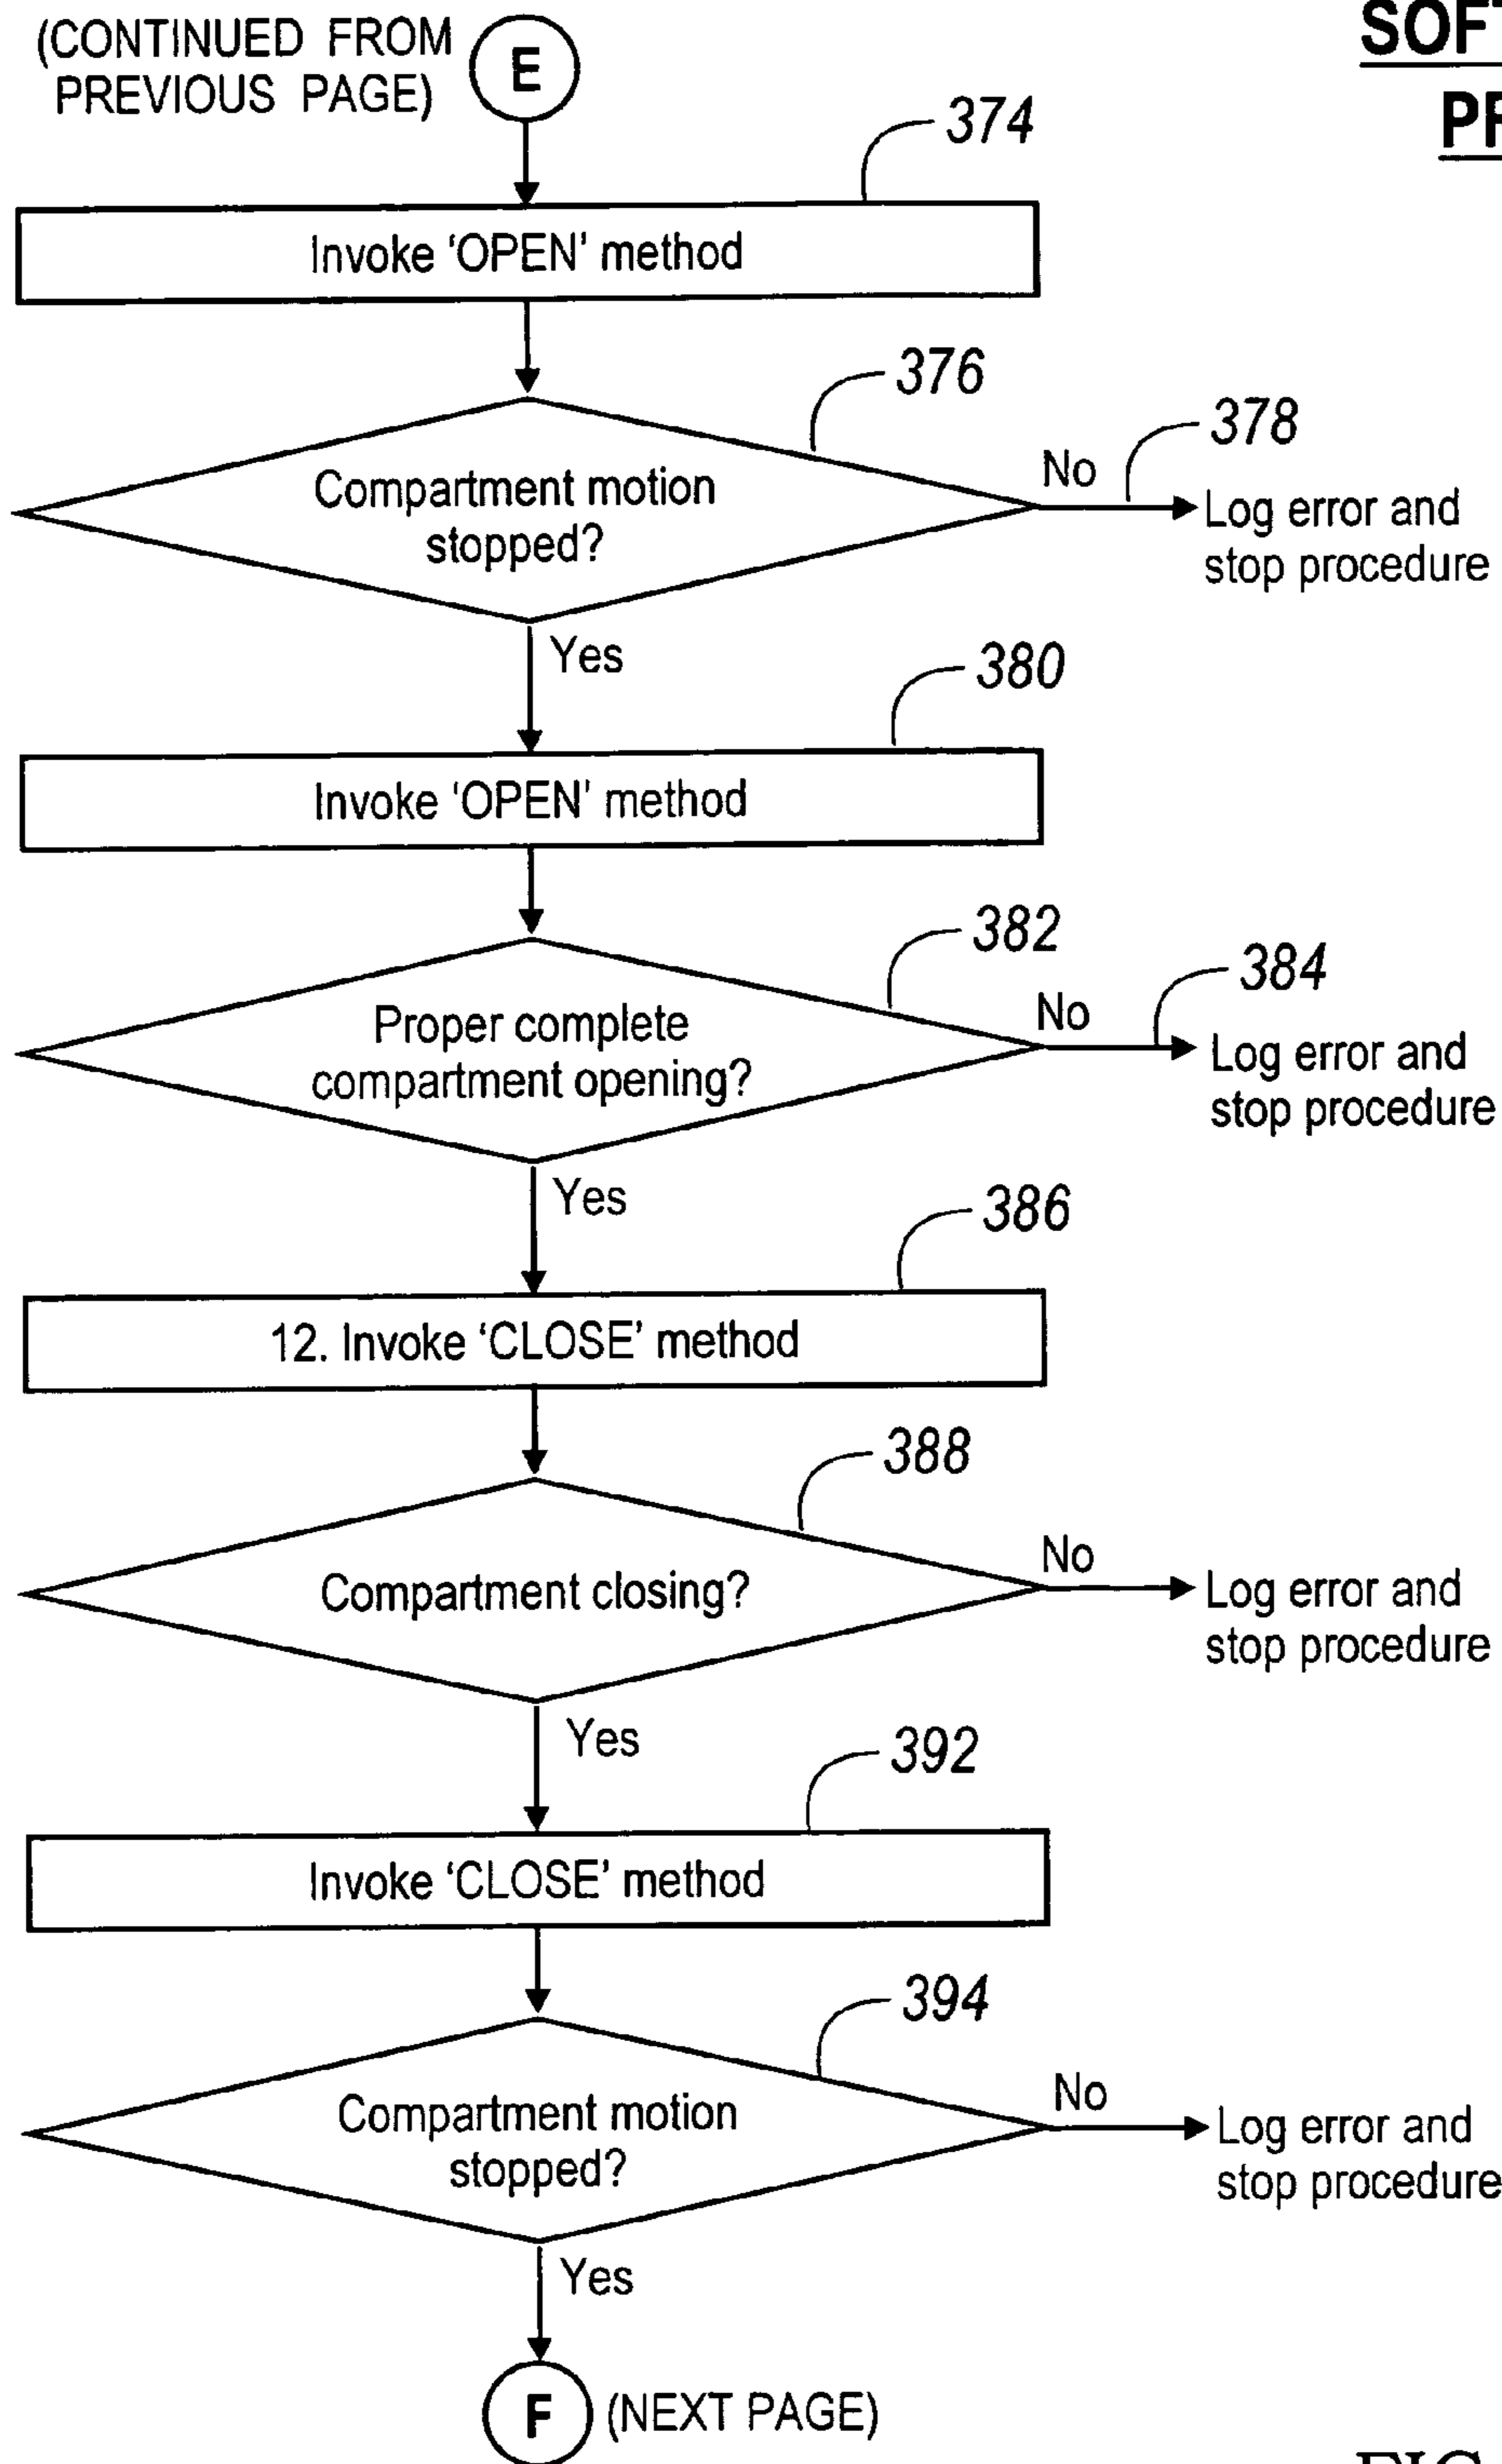 (CONTINUED FROM
PREVIOUS PAGE)
E
374
Invoke ‘OPEN’ method
376
Compartment motion
stopped?
No
378
Log error and
stop procedure
Yes
380
Invoke ‘OPEN’ method
382
Proper complete
compartment opening?
No
384
Log error and
stop procedure
Yes
386
12. Invoke ‘CLOSE’ method
388
Compartment closing?
No
Log error and
stop procedure
Yes
392
Invoke ‘CLOSE’ method
394
Compartment motion
stopped?
No
Log error and
stop procedure
Yes
F
(NEXT PAGE)